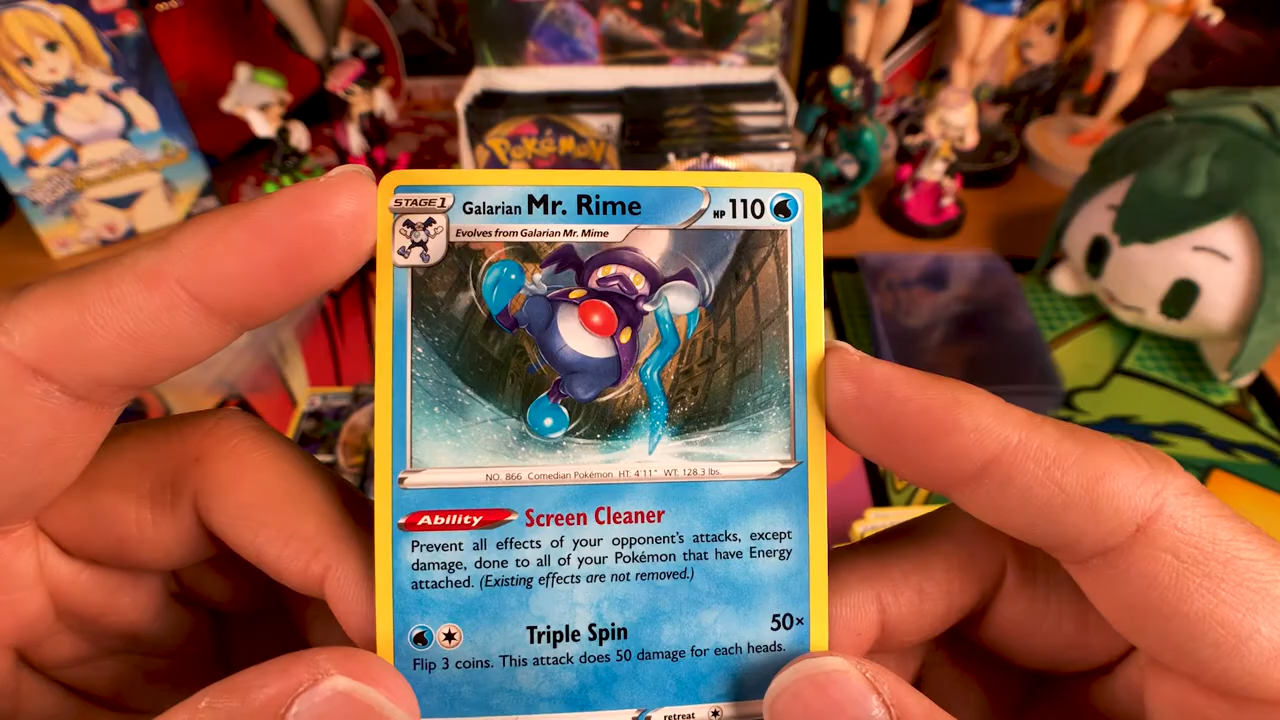 Pokémon
STAGE 1
Galarian Mr. Rime
HP 110
Evolves from Galarian Mr. Mime
NO. 866 Comedian Pokémon HT: 4'11" WT: 128.3 lbs.
Ability Screen Cleaner
Prevent all effects of your opponent's attacks, except
damage, done to all of your Pokémon that have Energy
attached. (Existing effects are not removed.)
Triple Spin 50×
Flip 3 coins. This attack does 50 damage for each heads.
retreat